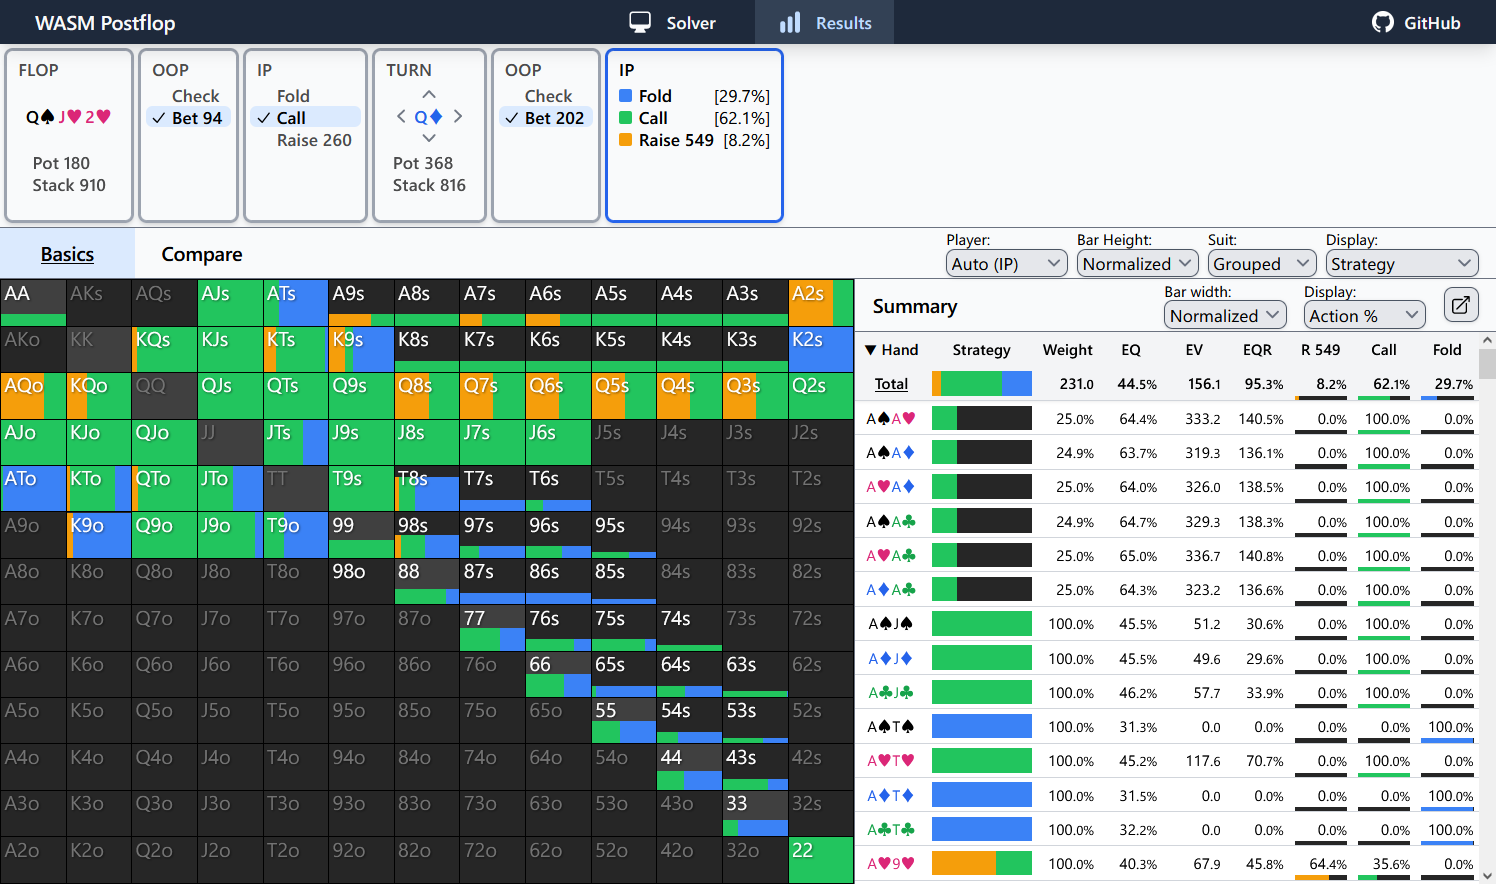 WASM Postflop
Solver
Results
GitHub
FLOP
Q♠ J♥ 2♥
Pot 180
Stack 910
OOP
Check
✓ Bet 94
IP
Fold
✓ Call
Raise 260
TURN
Q♦
Pot 368
Stack 816
OOP
Check
✓ Bet 202
IP
Fold [29.7%]
Call [62.1%]
Raise 549 [8.2%]
Basics
Compare
Player:
Auto (IP)
Bar Height:
Normalized
Suit:
Grouped
Display:
Strategy
AA AKs AQs AJs ATs A9s A8s A7s A6s A5s A4s A3s A2s
AKo KK KQs KJs KTs K9s K8s K7s K6s K5s K4s K3s K2s
AQo KQo QQ QJs QTs Q9s Q8s Q7s Q6s Q5s Q4s Q3s Q2s
AJo KJo QJo JJ JTs J9s J8s J7s J6s J5s J4s J3s J2s
ATo KTo QTo JTo TT T9s T8s T7s T6s T5s T4s T3s T2s
A9o K9o Q9o J9o T9o 99 98s 97s 96s 95s 94s 93s 92s
A8o K8o Q8o J8o T8o 98o 88 87s 86s 85s 84s 83s 82s
A7o K7o Q7o J7o T7o 97o 87o 77 76s 75s 74s 73s 72s
A6o K6o Q6o J6o T6o 96o 86o 76o 66 65s 64s 63s 62s
A5o K5o Q5o J5o T5o 95o 85o 75o 65o 55 54s 53s 52s
A4o K4o Q4o J4o T4o 94o 84o 74o 64o 54o 44 43s 42s
A3o K3o Q3o J3o T3o 93o 83o 73o 63o 53o 43o 33 32s
A2o K2o Q2o J2o T2o 92o 82o 72o 62o 52o 42o 32o 22
Summary
Bar width:
Normalized
Display:
Action %
▼ Hand Strategy Weight EQ EV EQR R 549 Call Fold
Total 231.0 44.5% 156.1 95.3% 8.2% 62.1% 29.7%
A♠A♥ 25.0% 64.4% 333.2 140.5% 0.0% 100.0% 0.0%
A♠A♦ 24.9% 63.7% 319.3 136.1% 0.0% 100.0% 0.0%
A♥A♦ 25.0% 64.0% 326.0 138.5% 0.0% 100.0% 0.0%
A♠A♣ 24.9% 64.7% 329.3 138.3% 0.0% 100.0% 0.0%
A♥A♣ 25.0% 65.0% 336.7 140.8% 0.0% 100.0% 0.0%
A♦A♣ 25.0% 64.3% 323.2 136.6% 0.0% 100.0% 0.0%
A♠J♠ 100.0% 45.5% 51.2 30.6% 0.0% 100.0% 0.0%
A♦J♦ 100.0% 45.5% 49.6 29.6% 0.0% 100.0% 0.0%
A♣J♣ 100.0% 46.2% 57.7 33.9% 0.0% 100.0% 0.0%
A♠T♠ 100.0% 31.3% 0.0 0.0% 0.0% 0.0% 100.0%
A♥T♥ 100.0% 45.2% 117.6 70.7% 0.0% 100.0% 0.0%
A♦T♦ 100.0% 31.5% 0.0 0.0% 0.0% 0.0% 100.0%
A♣T♣ 100.0% 32.2% 0.0 0.0% 0.0% 0.0% 100.0%
A♥9♥ 100.0% 40.3% 67.9 45.8% 64.4% 35.6% 0.0%